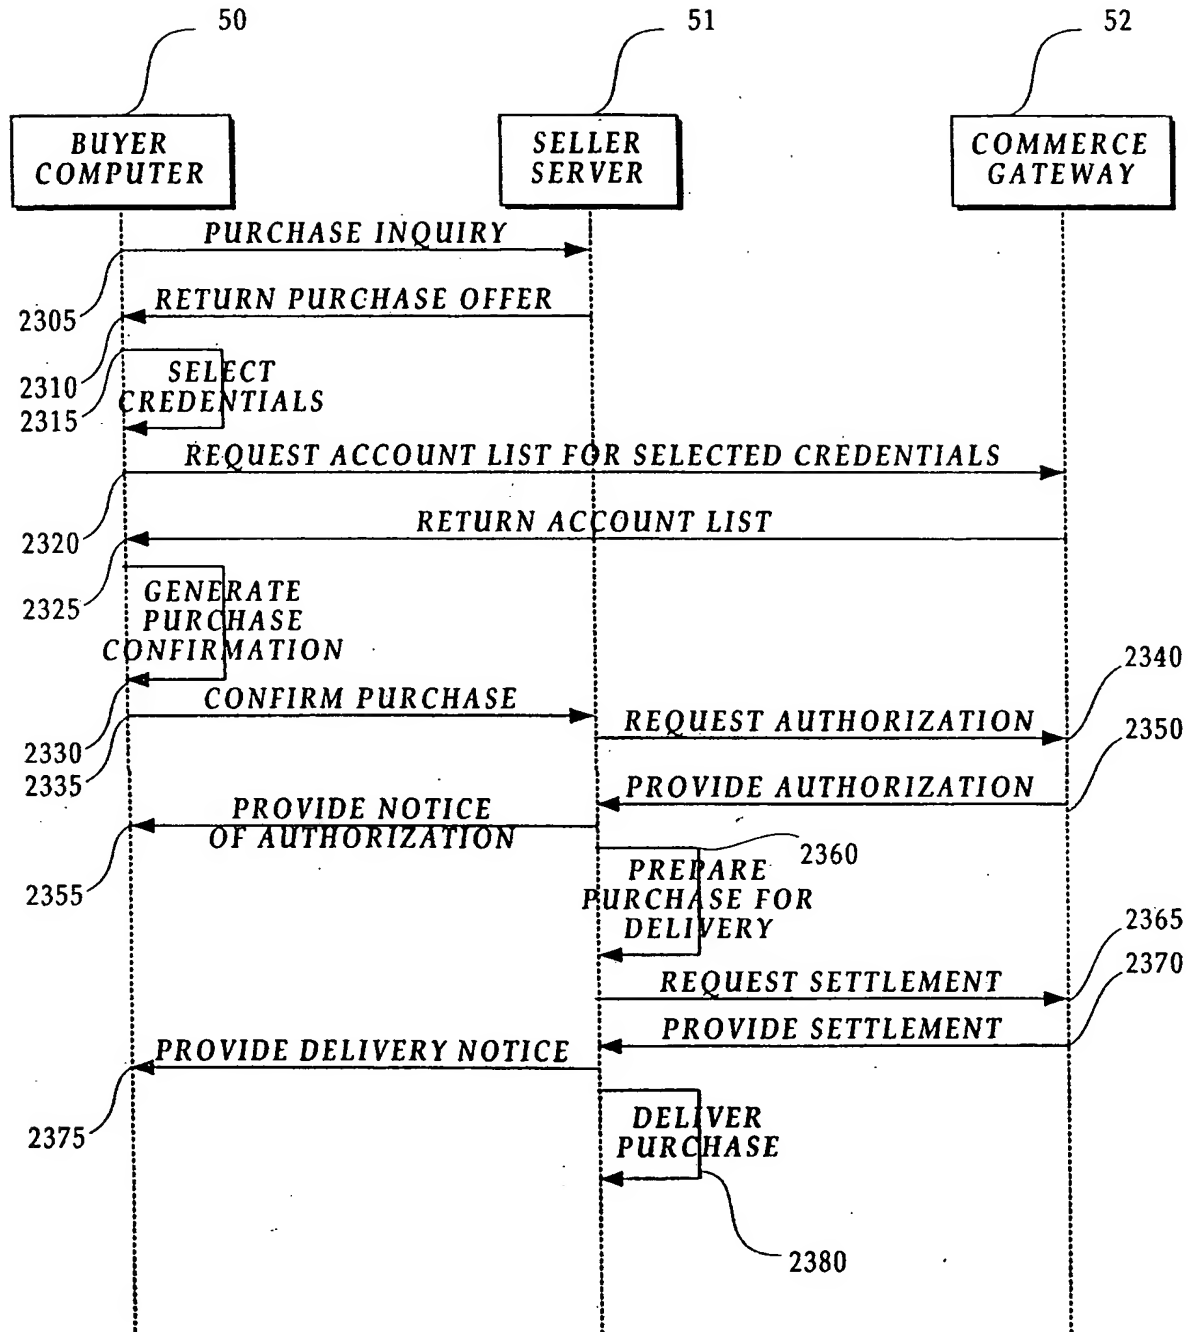 50
51
52
BUYER
COMPUTER
SELLER
SERVER
COMMERCE
GATEWAY
PURCHASE INQUIRY
2305
RETURN PURCHASE OFFER
2310
SELECT
CREDENTIALS
2315
REQUEST ACCOUNT LIST FOR SELECTED CREDENTIALS
2320
RETURN ACCOUNT LIST
2325
GENERATE
PURCHASE
CONFIRMATION
2330
CONFIRM PURCHASE
2335
REQUEST AUTHORIZATION
2340
PROVIDE AUTHORIZATION
2350
PROVIDE NOTICE
OF AUTHORIZATION
2355
2360
PREPARE
PURCHASE FOR
DELIVERY
REQUEST SETTLEMENT
2365
PROVIDE SETTLEMENT
2370
PROVIDE DELIVERY NOTICE
2375
DELIVER
PURCHASE
2380